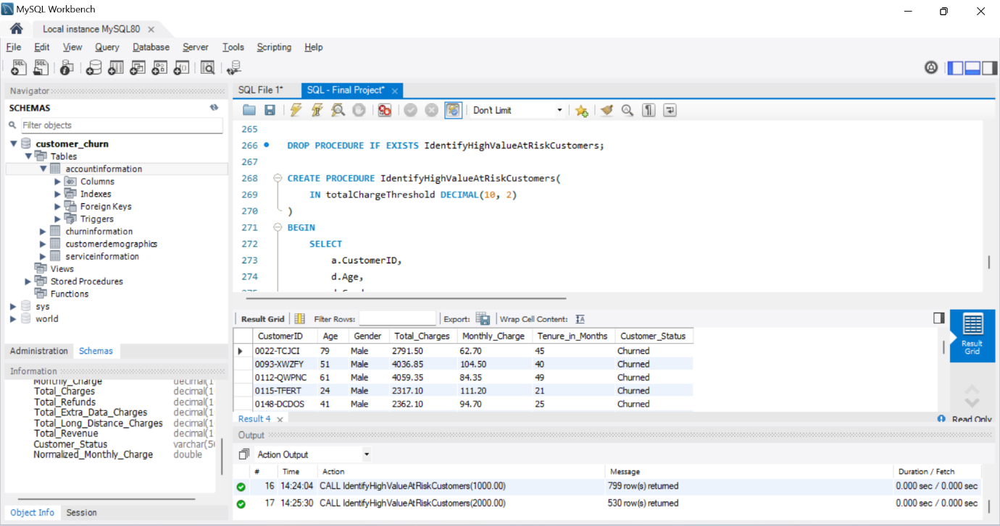 MySQL Workbench
Local instance MySQL80
File Edit View Query Database Server Tools Scripting Help
Navigator
SCHEMAS
Filter objects
customer_churn
Tables
accountinformation
Columns
Indexes
Foreign Keys
Triggers
churninformation
customerdemographics
serviceinformation
Views
Stored Procedures
Functions
sys
world
Administration Schemas
Information
Monthly_Charge decimal(1
Total_Charges decimal(1
Total_Refunds decimal(1
Total_Extra_Data_Charges decimal(1
Total_Long_Distance_Charges decimal(1
Total_Revenue decimal(1
Customer_Status varchar(50
Normalized_Monthly_Charge double
Object Info Session
SQL File 1* SQL - Final Project*
Don't Limit
265
266 DROP PROCEDURE IF EXISTS IdentifyHighValueAtRiskCustomers;
267
268 CREATE PROCEDURE IdentifyHighValueAtRiskCustomers(
269 IN totalChargeThreshold DECIMAL(10, 2)
270 )
271 BEGIN
272 SELECT
273 a.CustomerID,
274 d.Age,
Result Grid Filter Rows: Export: Wrap Cell Content:
CustomerID Age Gender Total_Charges Monthly_Charge Tenure_in_Months Customer_Status
0022-TCJCI 79 Male 2791.50 62.70 45 Churned
0093-XWZFY 51 Male 4036.85 104.50 40 Churned
0112-QWPNC 61 Male 4059.35 84.35 49 Churned
0115-TFERT 24 Male 2317.10 111.20 21 Churned
0148-DCDOS 41 Male 2362.10 94.70 25 Churned
Result
Grid
Result 4
Read Only
Output
Action Output
# Time Action Message Duration / Fetch
16 14:24:04 CALL IdentifyHighValueAtRiskCustomers(1000.00) 799 row(s) returned 0.000 sec / 0.000 sec
17 14:25:30 CALL IdentifyHighValueAtRiskCustomers(2000.00) 530 row(s) returned 0.000 sec / 0.000 sec